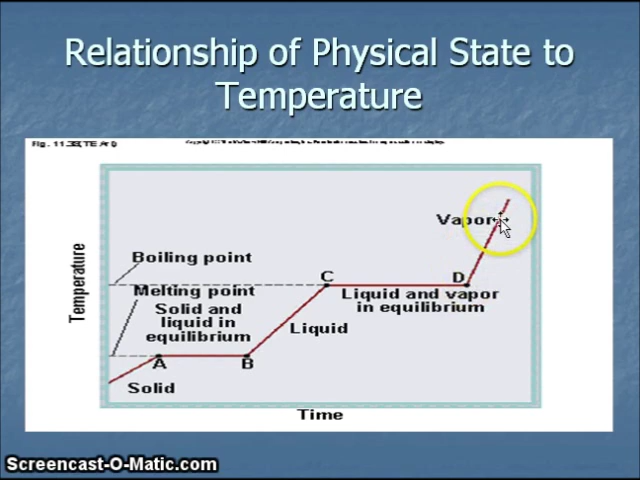 Relationship of Physical State to
Temperature
Fig. 11.38
Vapor
Boiling point
C
D
Temperature
Melting point
Liquid and vapor
in equilibrium
Solid and
liquid in
equilibrium
Liquid
A
B
Solid
Time
Screencast-O-Matic.com